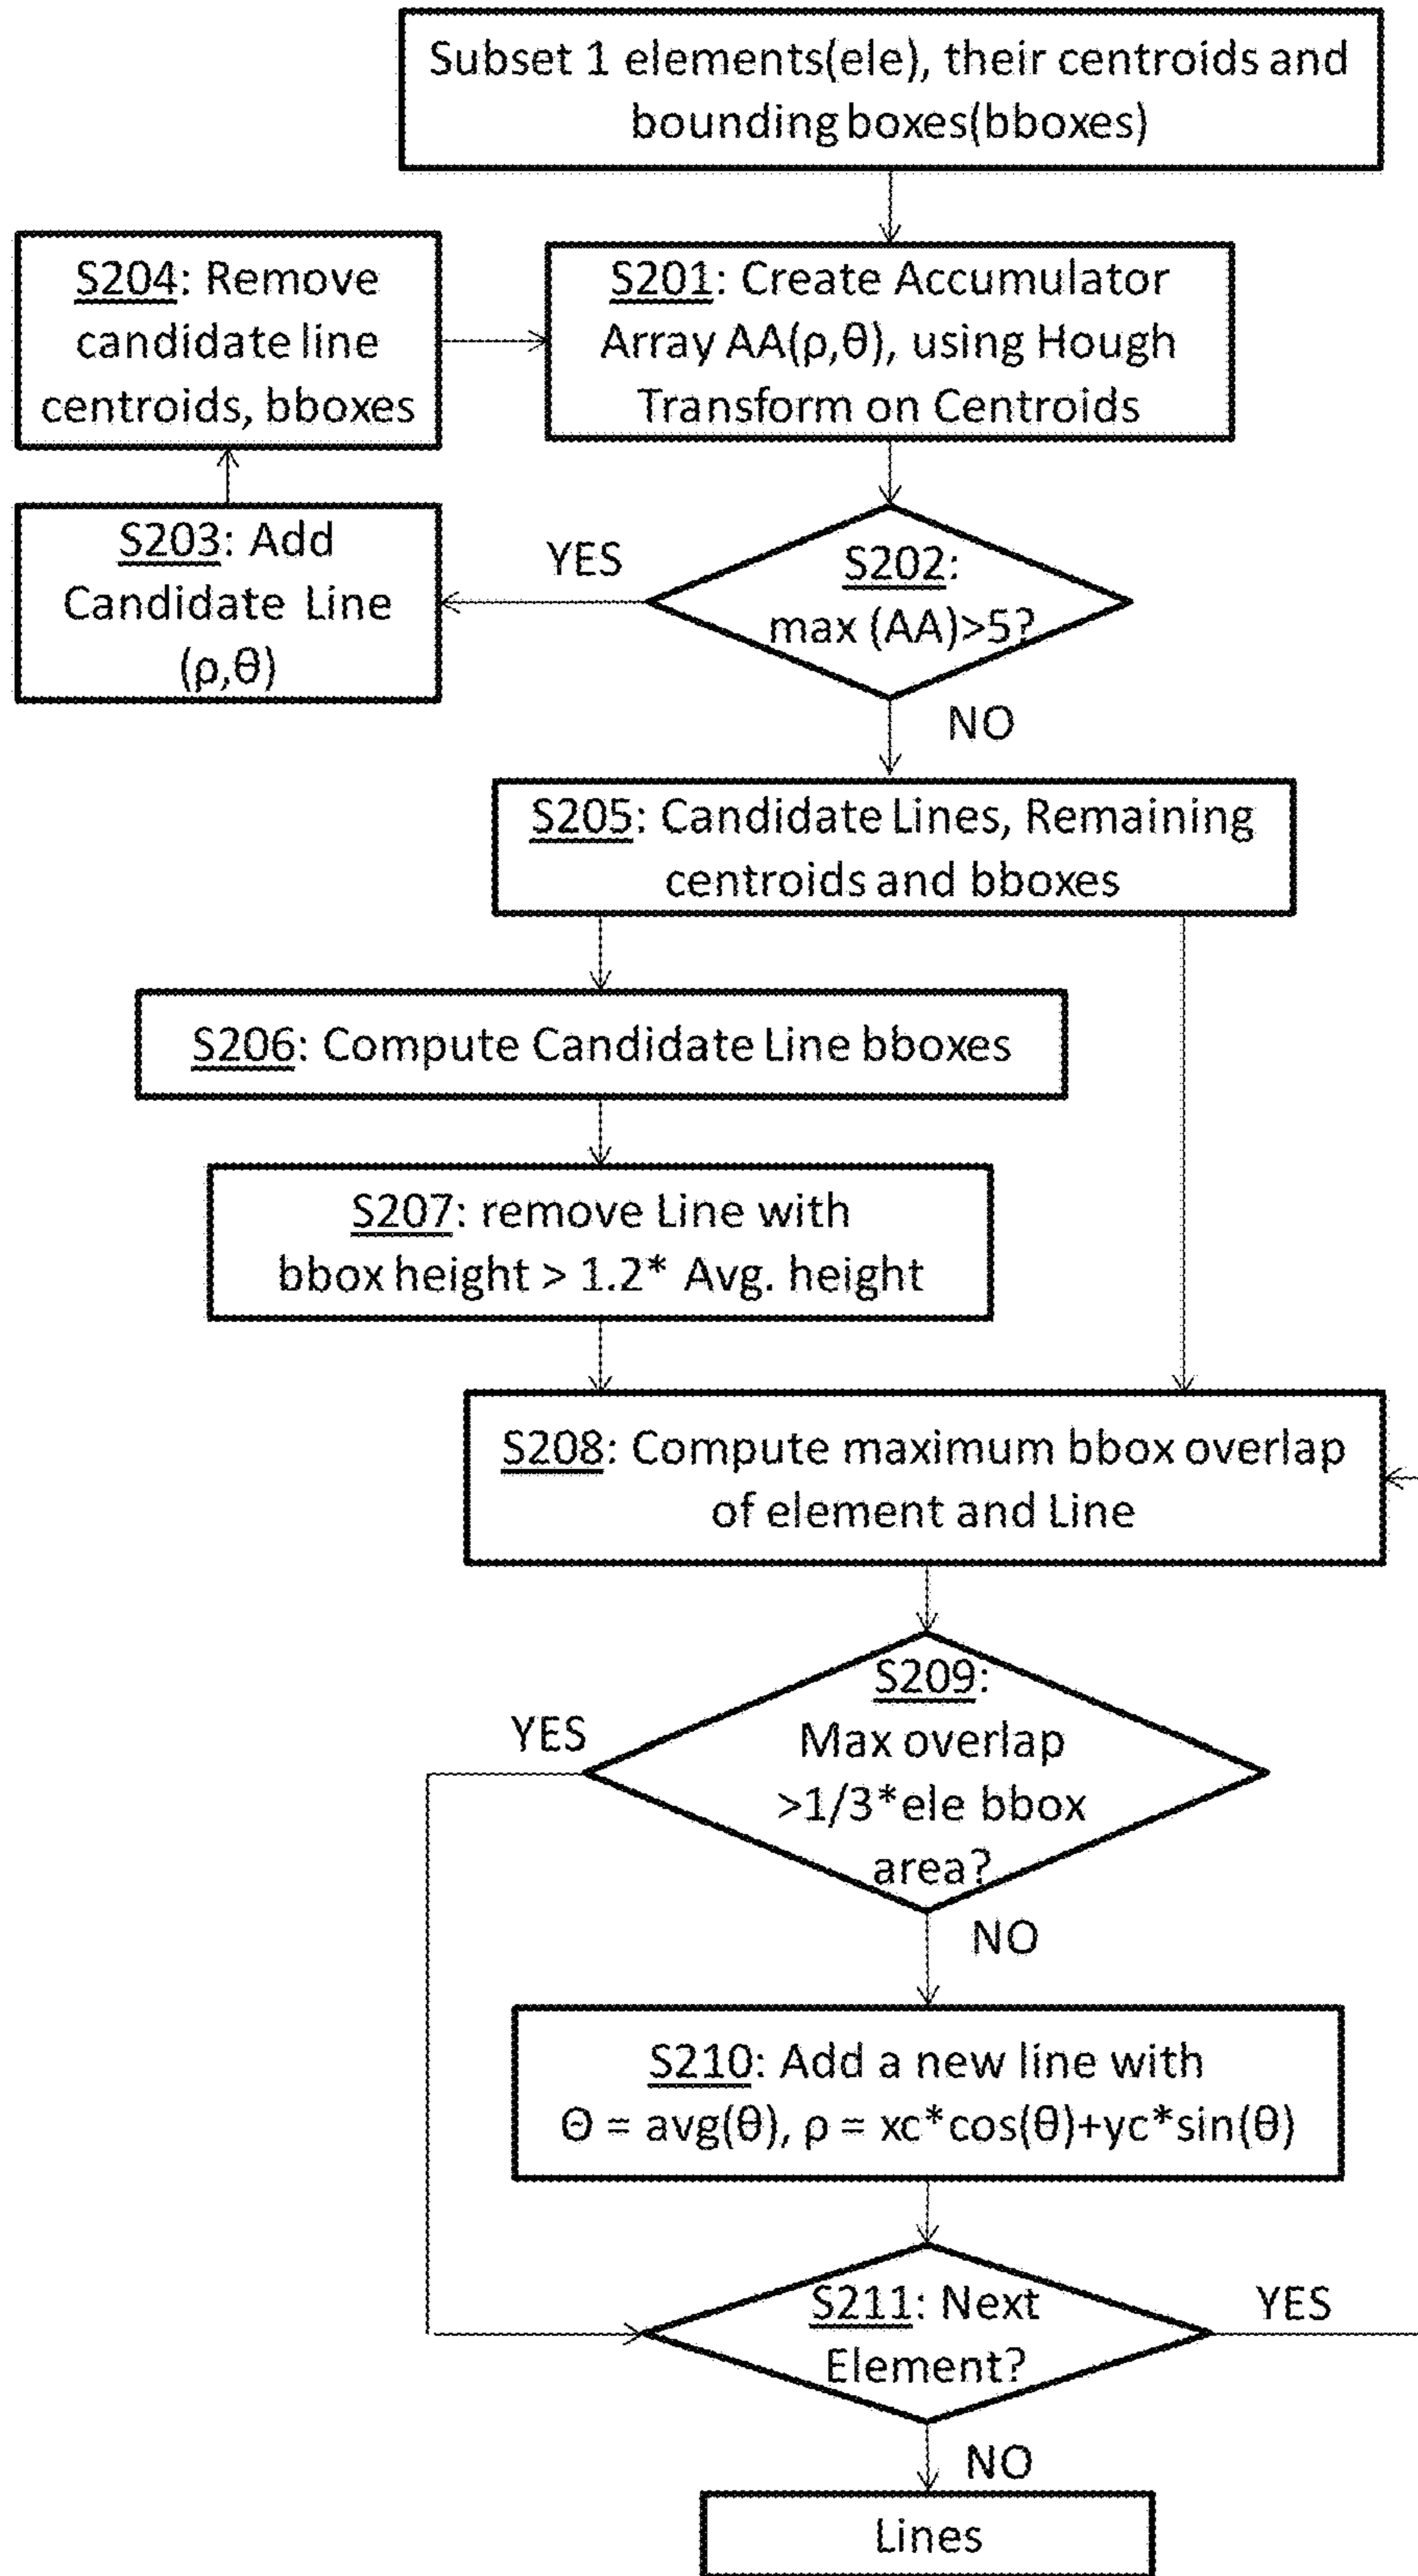 Subset 1 elements(ele), their centroids and
bounding boxes(bboxes)
S204: Remove
candidate line
centroids, bboxes
S201: Create Accumulator
Array AA(ρ,θ), using Hough
Transform on Centroids
S203: Add
Candidate Line
(ρ,θ)
YES
S202:
max (AA)>5?
NO
S205: Candidate Lines, Remaining
centroids and bboxes
S206: Compute Candidate Line bboxes
S207: remove Line with
bbox height > 1.2* Avg. height
S208: Compute maximum bbox overlap
of element and Line
YES
S209:
Max overlap
>1/3*ele bbox
area?
NO
S210: Add a new line with
Θ = avg(θ), ρ = xc*cos(θ)+yc*sin(θ)
S211: Next
Element?
YES
NO
Lines